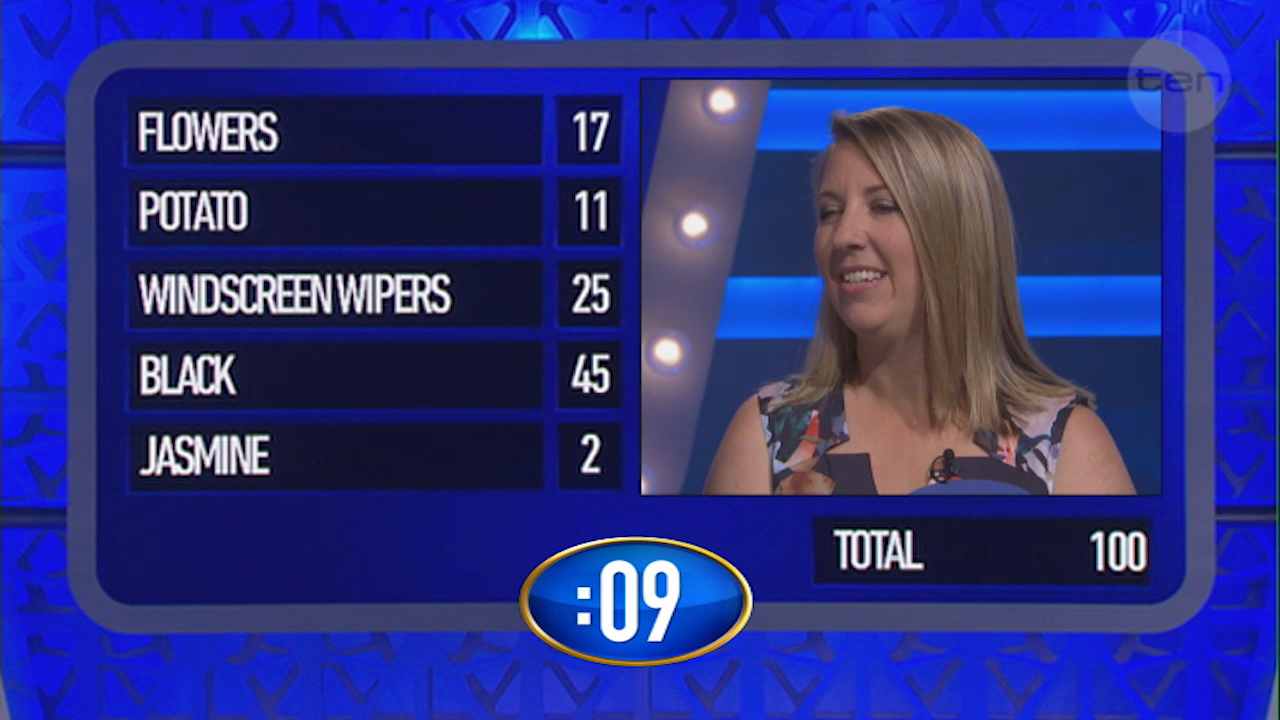 ten
FLOWERS 17
POTATO 11
WINDSCREEN WIPERS 25
BLACK 45
JASMINE 2
TOTAL 100
:09